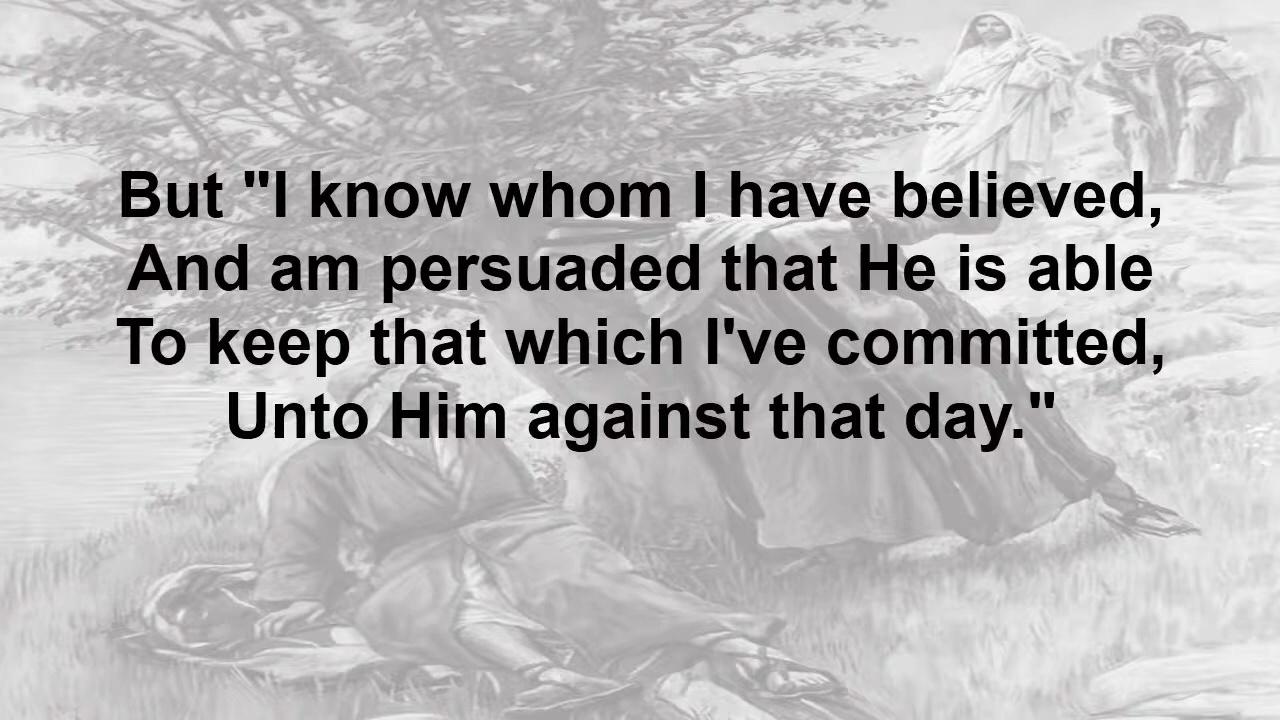 But "I know whom I have believed,
And am persuaded that He is able
To keep that which I've committed,
Unto Him against that day."